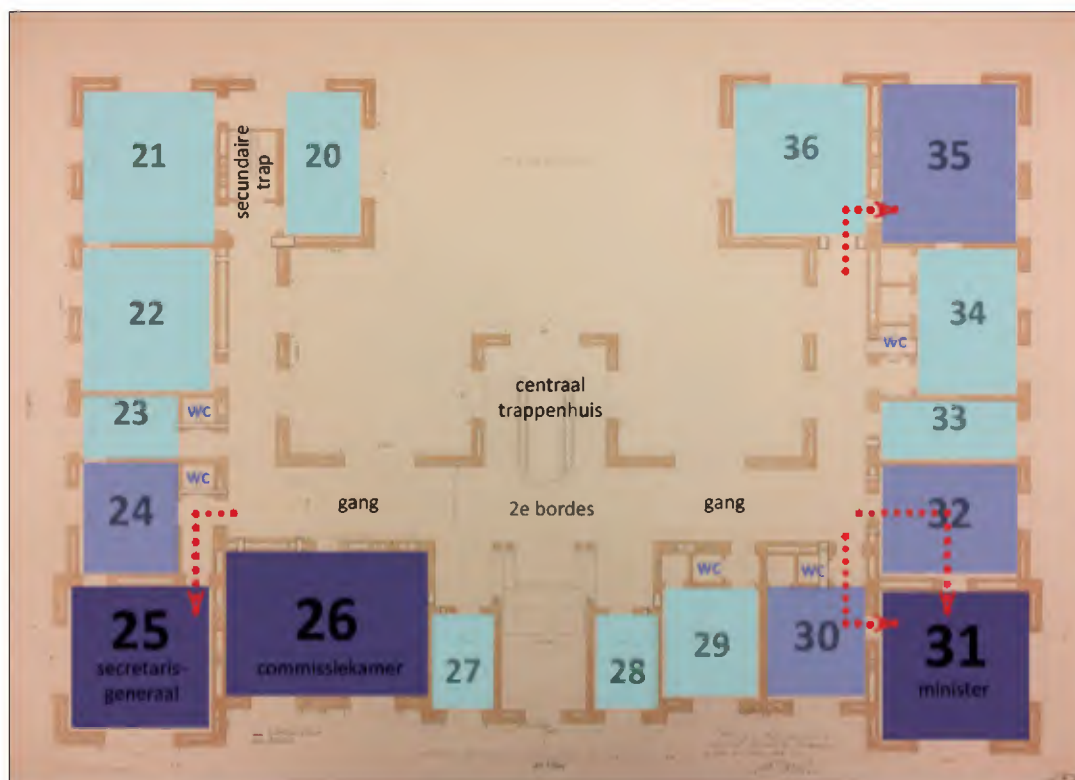 21
secundaire
trap
20
36
35
22
34
WC
centraal
trappenhuis
23
WC
33
24
WC
gang
2e bordes
gang
32
25
secretaris-
generaal
26
commissiekamer
27
28
WC
29
WC
30
31
minister